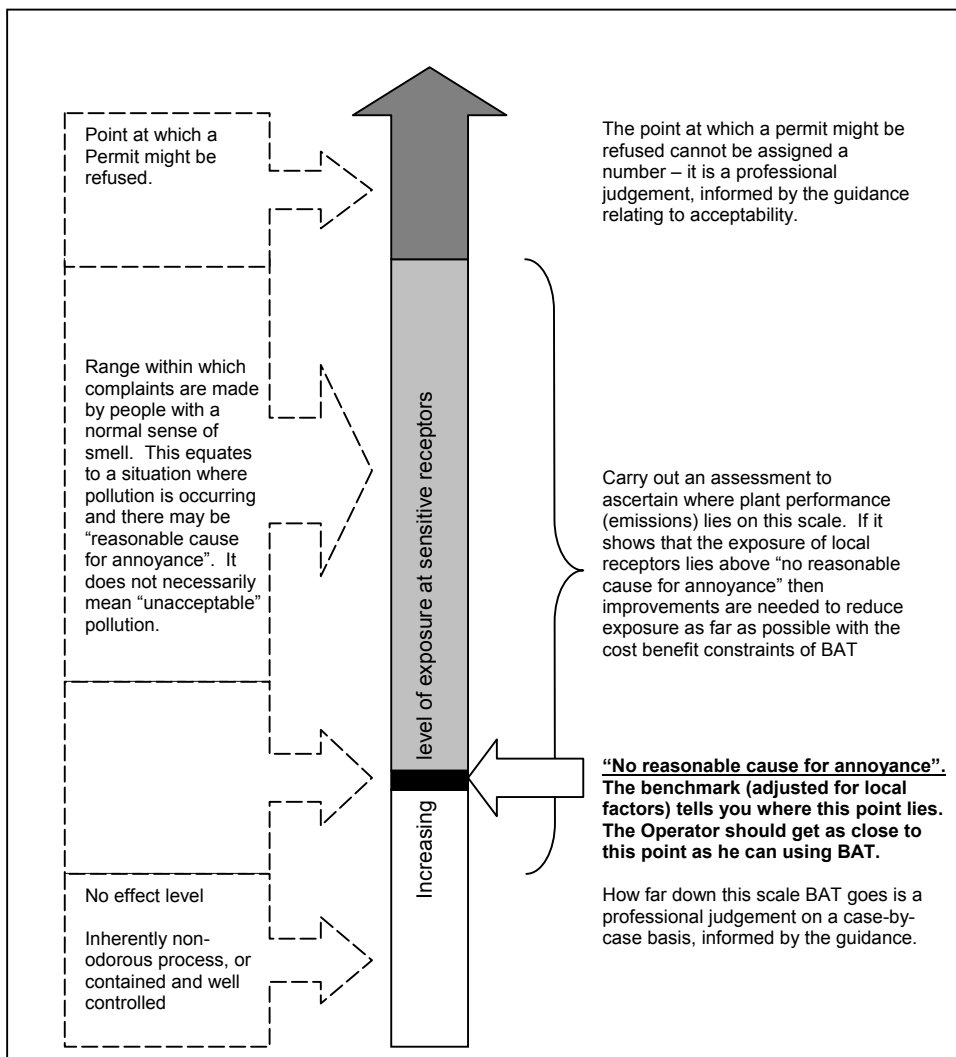 Point at which a
Permit might be
refused.
The point at which a permit might be
refused cannot be assigned a
number – it is a professional
judgement, informed by the guidance
relating to acceptability.
Range within which
complaints are made
by people with a
normal sense of
smell. This equates
to a situation where
pollution is occurring
and there may be
“reasonable cause
for annoyance”. It
does not necessarily
mean “unacceptable”
pollution.
Increasing level of exposure at sensitive receptors
Carry out an assessment to
ascertain where plant performance
(emissions) lies on this scale. If it
shows that the exposure of local
receptors lies above “no reasonable
cause for annoyance” then
improvements are needed to reduce
exposure as far as possible with the
cost benefit constraints of BAT
“No reasonable cause for annoyance”.
The benchmark (adjusted for local
factors) tells you where this point lies.
The Operator should get as close to
this point as he can using BAT.
No effect level
Inherently non-
odorous process, or
contained and well
controlled
How far down this scale BAT goes is a
professional judgement on a case-by-
case basis, informed by the guidance.